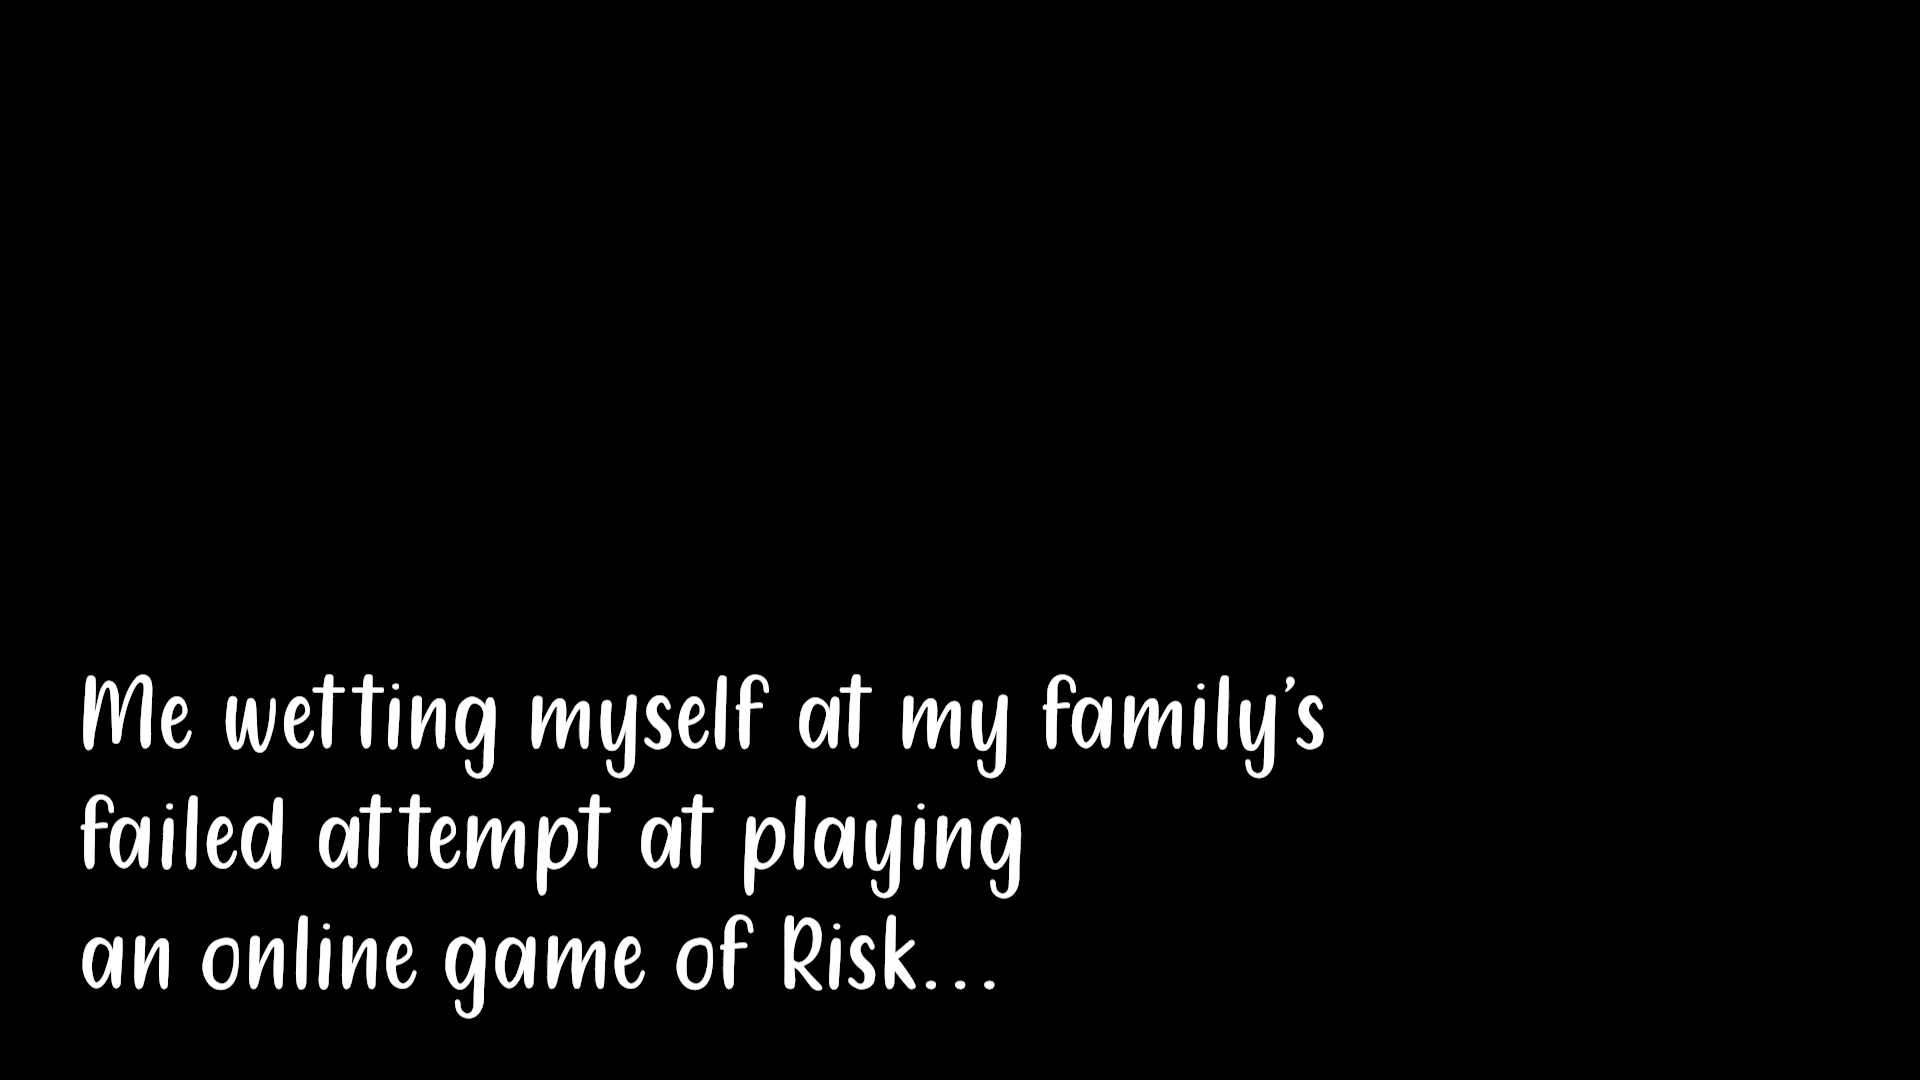 Me wetting myself at my family’s
failed attempt at playing
an online game of Risk...